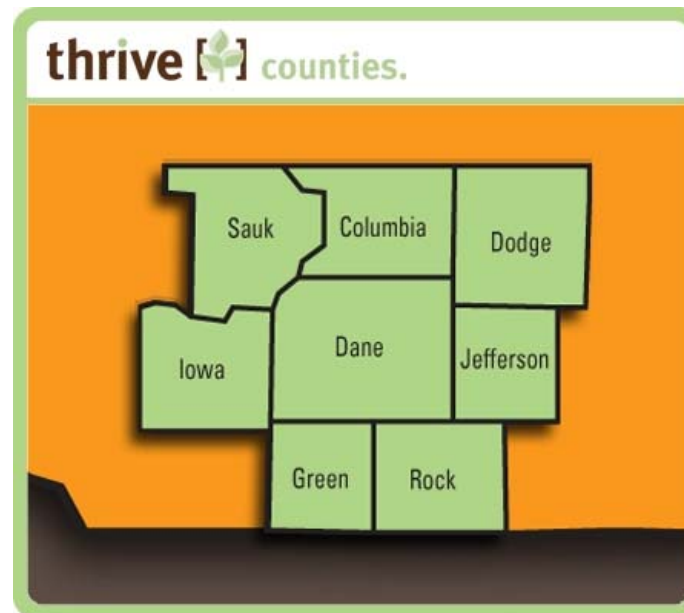 thrive [ ] counties.
Sauk
Columbia
Dodge
Iowa
Dane
Jefferson
Green
Rock